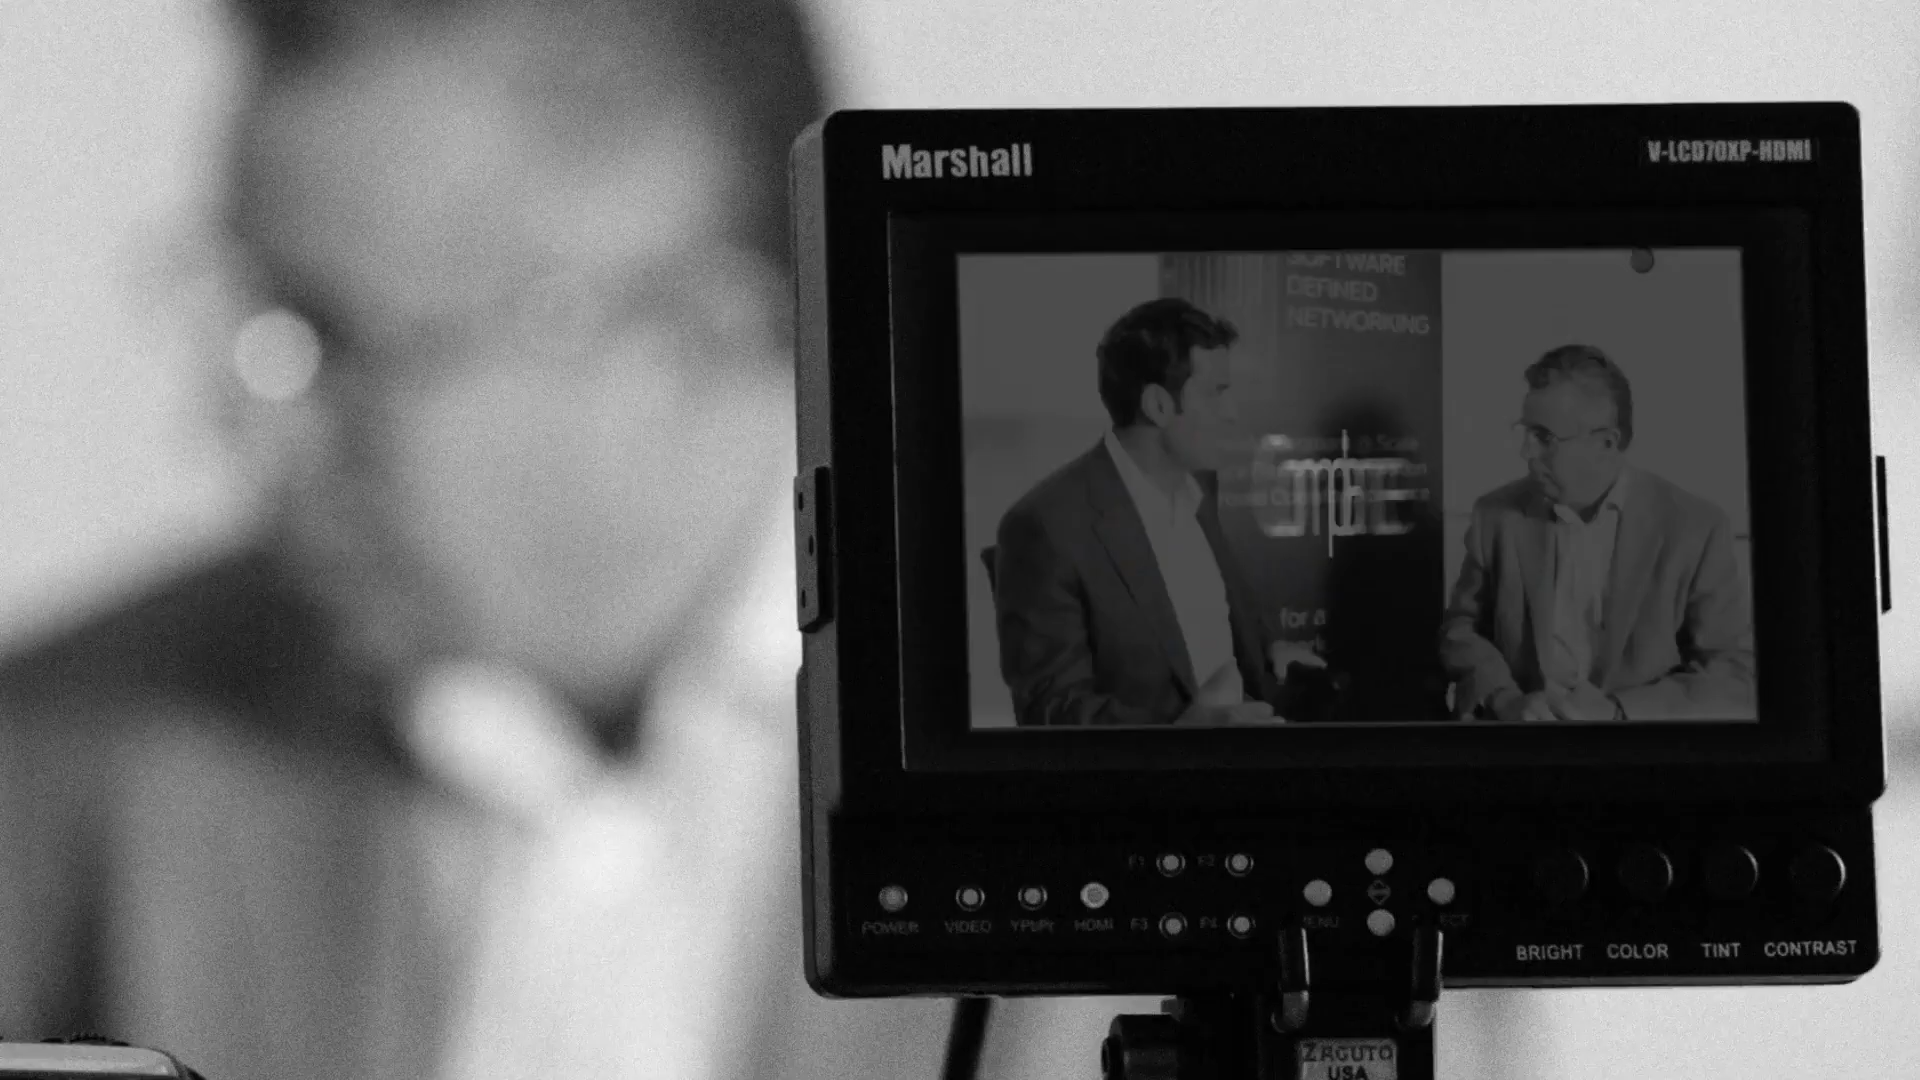 Marshall
V-LCD70XP-HDMI
SOFTWARE
DEFINED
NETWORKING
for a
F1 F2
POWER VIDEO YPbPr HDMI F3 F4
BRIGHT COLOR TINT CONTRAST
ZACUTO
USA